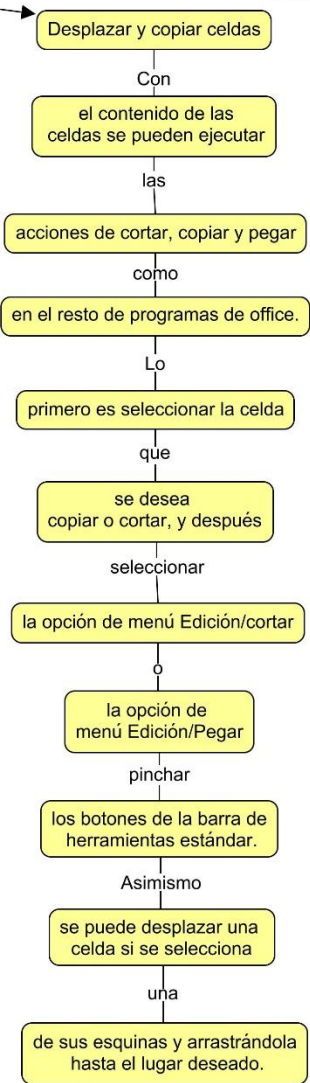 Desplazar y copiar celdas
Con
el contenido de las
celdas se pueden ejecutar
las
acciones de cortar, copiar y pegar
como
en el resto de programas de office.
Lo
primero es seleccionar la celda
que
se desea
copiar o cortar, y después
seleccionar
la opción de menú Edición/cortar
o
la opción de
menú Edición/Pegar
pinchar
los botones de la barra de
herramientas estándar.
Asimismo
se puede desplazar una
celda si se selecciona
una
de sus esquinas y arrastrándola
hasta el lugar deseado.